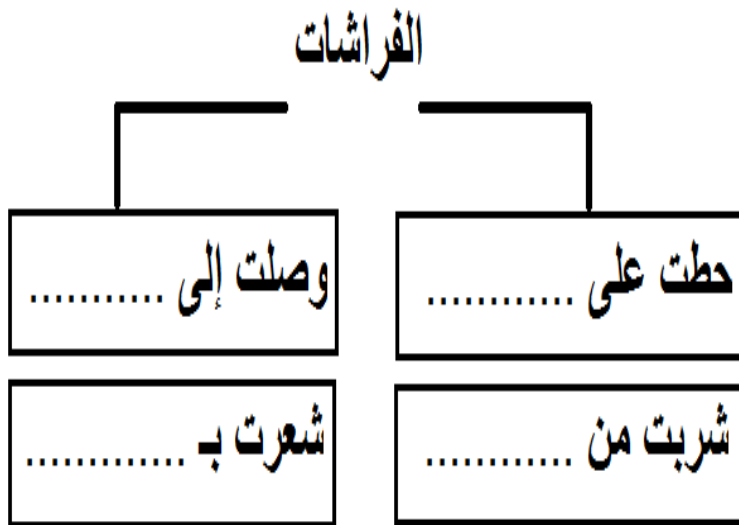 الفراشات
حطت على ............
وصلت إلى ...........
شربت من ............
شعرت بـ .............